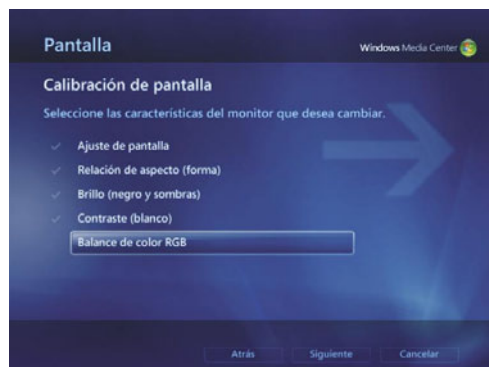 Pantalla
Windows Media Center
Calibración de pantalla
Seleccione las características del monitor que desea cambiar.
Ajuste de pantalla
Relación de aspecto (forma)
Brillo (negro y sombras)
Contraste (blanco)
Balance de color RGB
Atrás Siguiente Cancelar